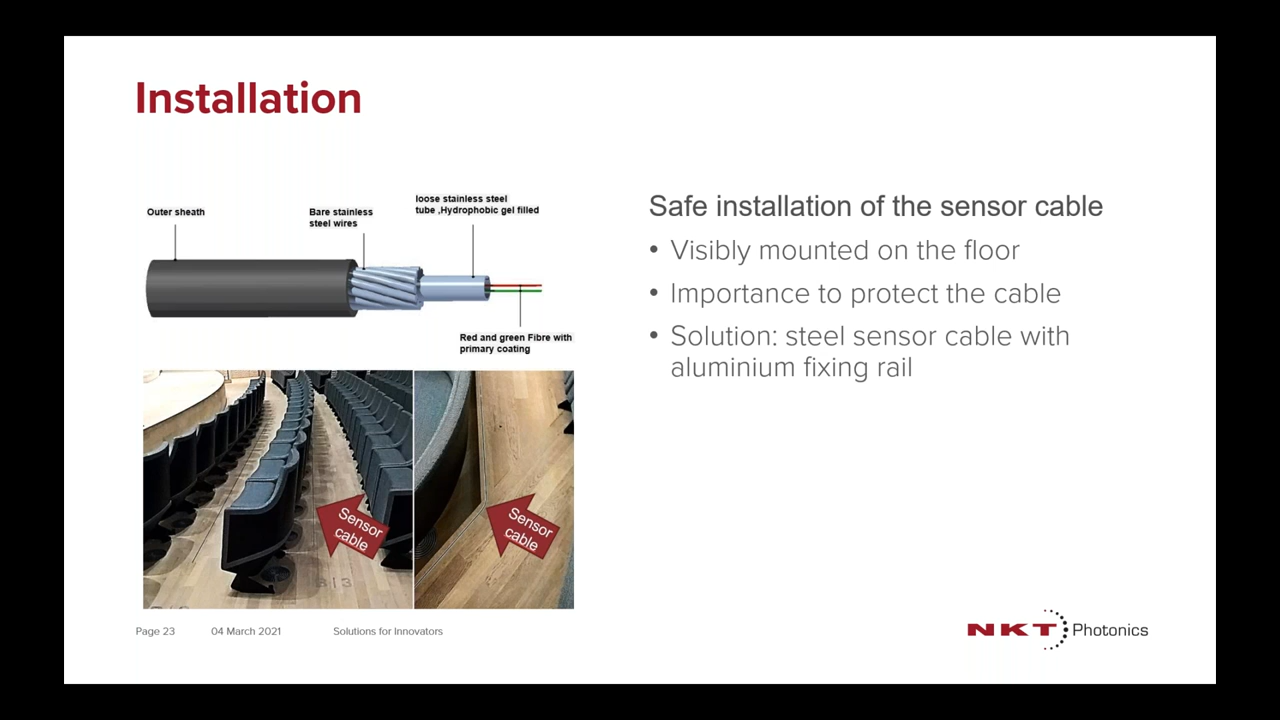 Installation
Outer sheath
Bare stainless
steel wires
loose stainless steel
tube ,Hydrophobic gel filled
Red and green Fibre with
primary coating
Sensor
cable
Sensor
cable
Safe installation of the sensor cable
• Visibly mounted on the floor
• Importance to protect the cable
• Solution: steel sensor cable with
aluminium fixing rail
Page 23
04 March 2021
Solutions for Innovators
NKT Photonics